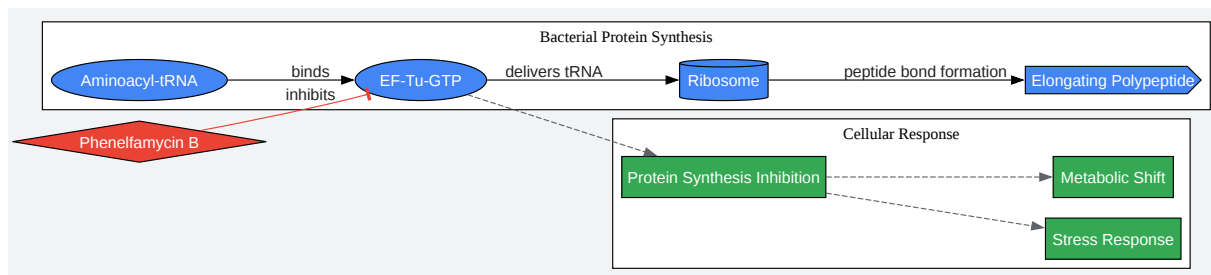 Bacterial Protein Synthesis
Aminoacyl-tRNA
binds
EF-Tu-GTP
delivers tRNA
Ribosome
peptide bond formation
Elongating Polypeptide
inhibits
Phenelfamycin B
Cellular Response
Protein Synthesis Inhibition
Metabolic Shift
Stress Response